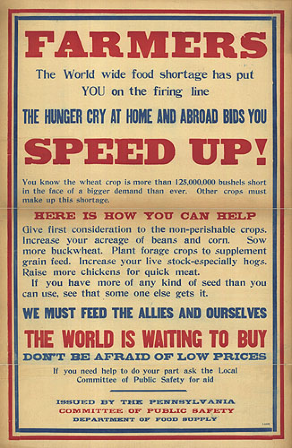 FARMERS
The World wide food shortage has put
YOU on the firing line
THE HUNGER CRY AT HOME AND ABROAD BIDS YOU
SPEED UP!
You know the wheat crop is more than 125,000,000 bushels short
in the face of a bigger demand than ever. Other crops must
make up this shortage.
HERE IS HOW YOU CAN HELP
Give first consideration to the non-perishable crops.
Increase your acreage of beans and corn. Sow
more buckwheat. Plant forage crops to supplement
grain feed. Increase your live stock-especially hogs.
Raise more chickens for quick meat.
If you have more of any kind of seed than you
can use, see that some one else gets it.
WE MUST FEED THE ALLIES AND OURSELVES
THE WORLD IS WAITING TO BUY
DON'T BE AFRAID OF LOW PRICES
If you need help to do your part ask the Local
Committee of Public Safety for aid
ISSUED BY THE PENNSYLVANIA
COMMITTEE OF PUBLIC SAFETY
DEPARTMENT OF FOOD SUPPLY